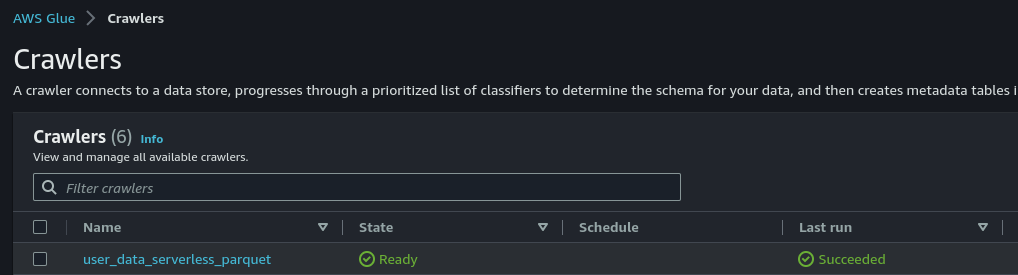 AWS Glue > Crawlers
Crawlers
A crawler connects to a data store, progresses through a prioritized list of classifiers to determine the schema for your data, and then creates metadata tables i
Crawlers (6) Info
View and manage all available crawlers.
Filter crawlers
Name State Schedule Last run
user_data_serverless_parquet Ready Succeeded